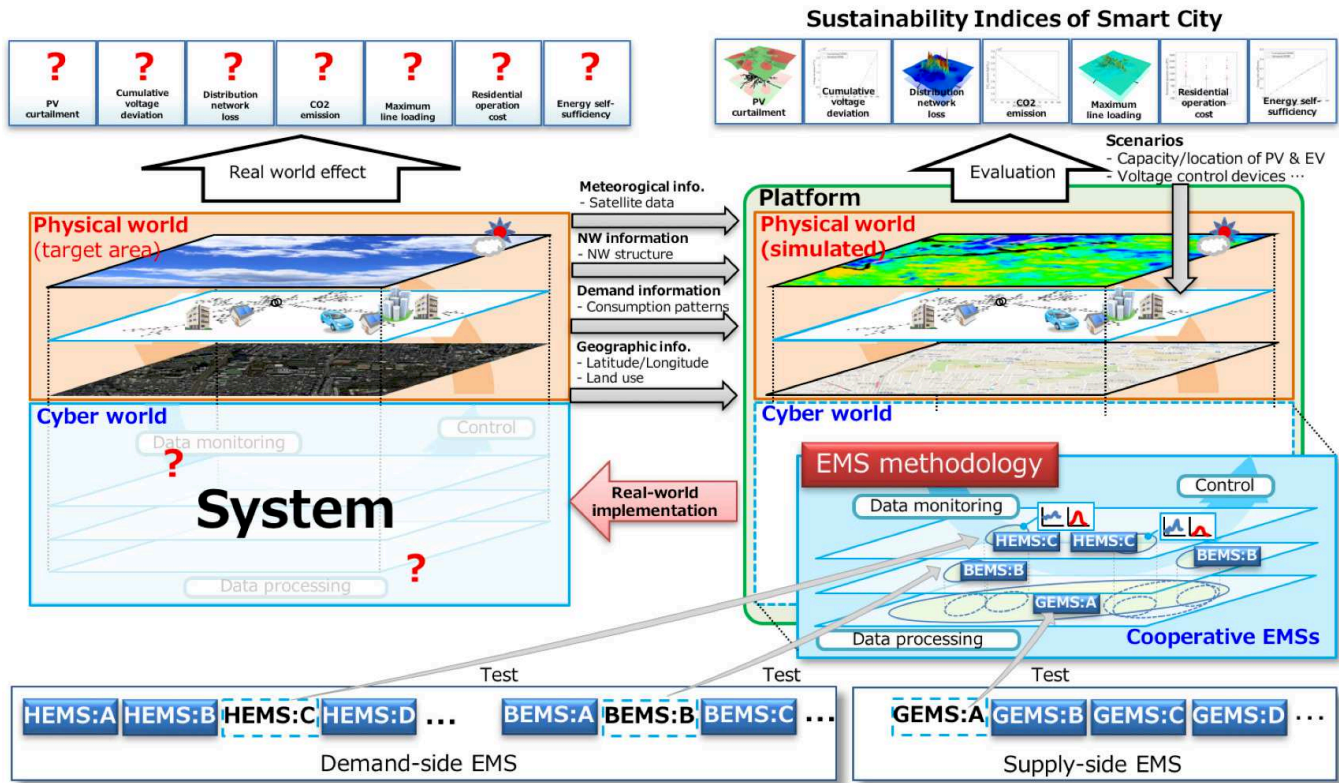 Sustainability Indices of Smart City
?
?
?
?
?
?
?
PV
curtailment
Cumulative
voltage
deviation
Distribution
network
loss
CO2
emission
Maximum
line loading
Residential
operation
cost
Energy self-
sufficiency
PV
curtailment
Cumulative
voltage
deviation
Distribution
network
loss
CO2
emission
Maximum
line loading
Residential
operation
cost
Energy self-
sufficiency
Real world effect
Evaluation
Scenarios
- Capacity/location of PV & EV
- Voltage control devices ...
Physical world
(target area)
Meteorogical info.
- Satellite data
NW information
- NW structure
Demand information
- Consumption patterns
Geographic info.
- Latitude/Longitude
- Land use
Platform
Physical world
(simulated)
Cyber world
Data monitoring
Control
?
System
?
Data processing
Real-world
implementation
Cyber world
EMS methodology
Data monitoring
Control
HEMS:C
HEMS:C
BEMS:B
BEMS:B
GEMS:A
Data processing
Cooperative EMSs
Test
Test
Test
HEMS:A
HEMS:B
HEMS:C
HEMS:D
...
BEMS:A
BEMS:B
BEMS:C
...
Demand-side EMS
GEMS:A
GEMS:B
GEMS:C
GEMS:D
...
Supply-side EMS